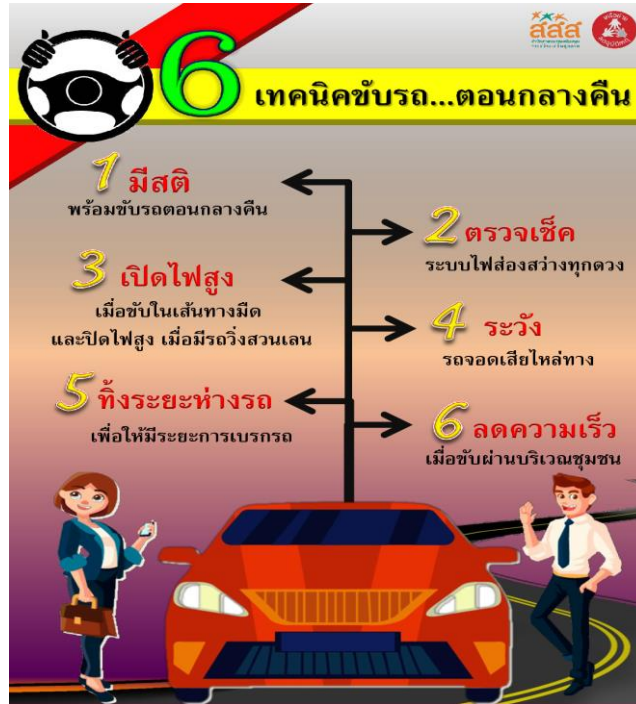 สสส
6 เทคนิคขับรถ...ตอนกลางคืน
1 มีสติ
พร้อมขับรถตอนกลางคืน
2 ตรวจเช็ค
ระบบไฟส่องสว่างทุกดวง
3 เปิดไฟสูง
เมื่อขับในเส้นทางมืด
และปิดไฟสูง เมื่อมีรถวิ่งสวนเลน
4 ระวัง
รถจอดเสียไหล่ทาง
5 ทิ้งระยะห่างรถ
เพื่อให้มีระยะการเบรกรถ
6 ลดความเร็ว
เมื่อขับผ่านบริเวณชุมชน